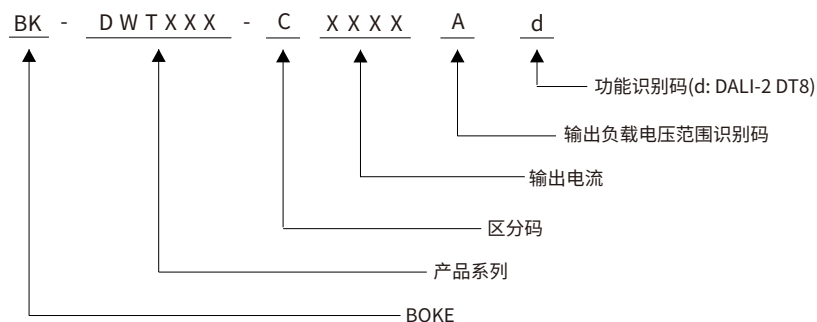 BK - DWTXXX - C XXXX A d
功能识别码(d: DALI-2 DT8)
输出负载电压范围识别码
输出电流
区分码
产品系列
BOKE